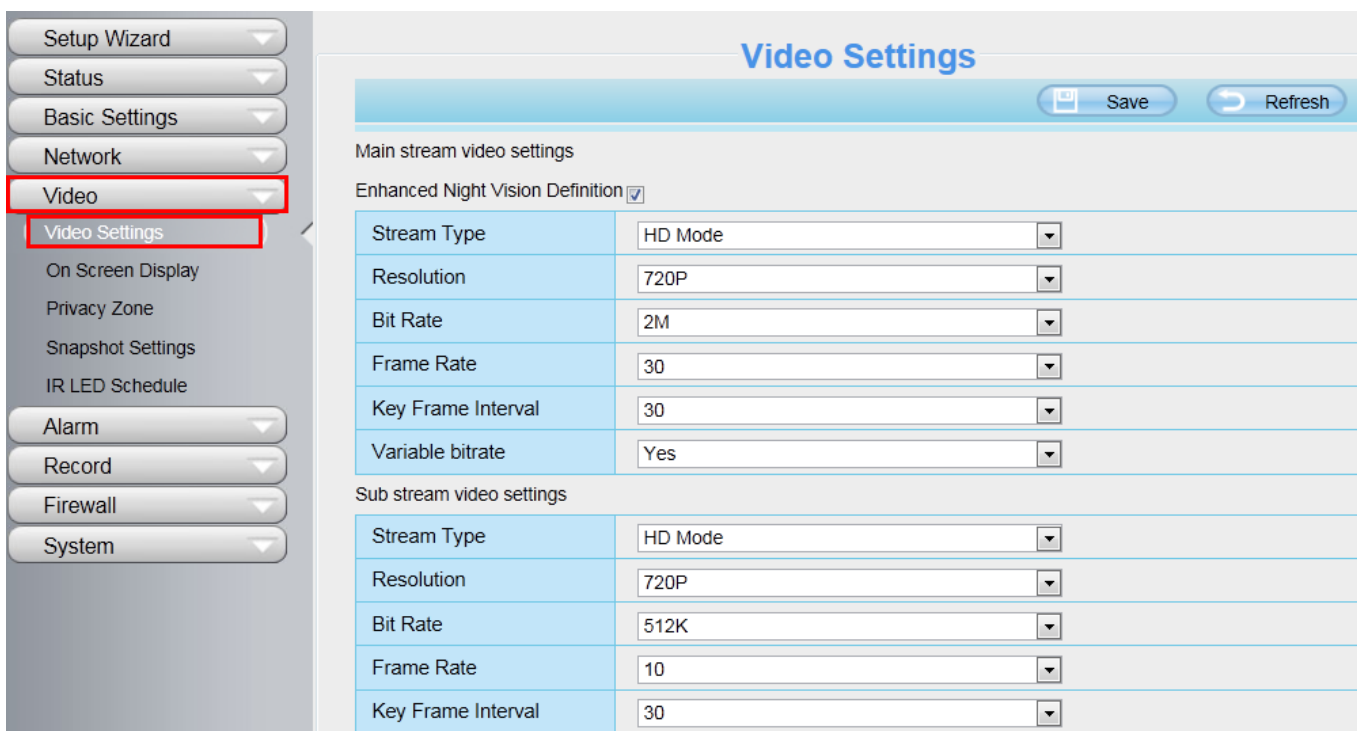 Setup Wizard
Status
Basic Settings
Network
Video
Video Settings
On Screen Display
Privacy Zone
Snapshot Settings
IR LED Schedule
Alarm
Record
Firewall
System
Video Settings
Save Refresh
Main stream video settings
Enhanced Night Vision Definition
Stream Type HD Mode
Resolution 720P
Bit Rate 2M
Frame Rate 30
Key Frame Interval 30
Variable bitrate Yes
Sub stream video settings
Stream Type HD Mode
Resolution 720P
Bit Rate 512K
Frame Rate 10
Key Frame Interval 30